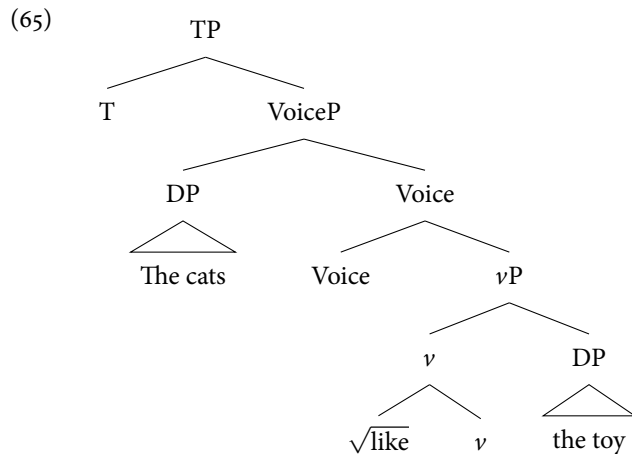 (65)
TP
T VoiceP
DP Voice
The cats Voice vP
v DP
√like v the toy